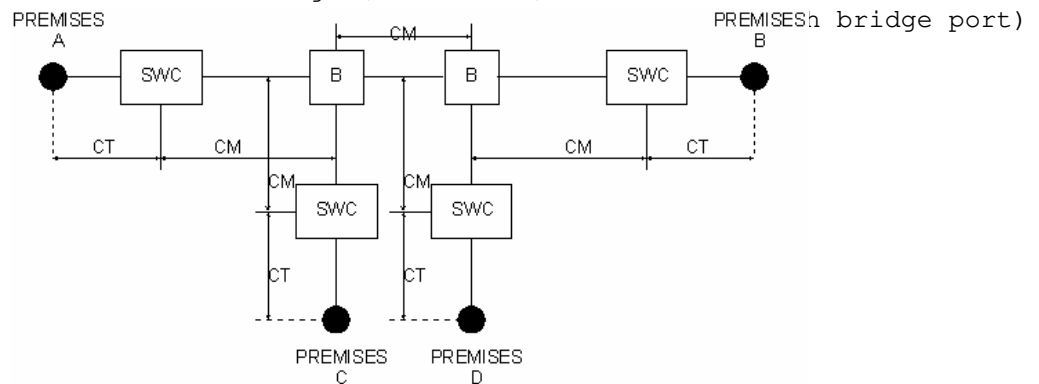 h bridge port)
PREMISES PREMISES
A B
CM
SWC B B SWC
CT CM CM CT
CM CM
SWC SWC
CT CT
PREMISES PREMISES
C D